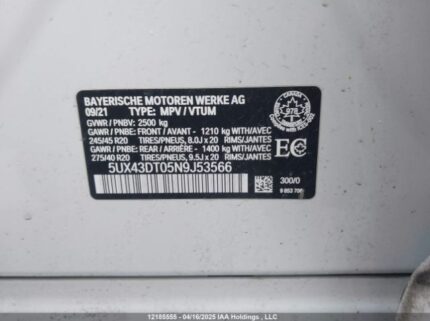 BAYERISCHE MOTOREN WERKE AG
09/21 TYPE: MPV / VTUM
GVWR / PNBV: 2500 kg
GAWR / PNBE: FRONT / AVANT - 1210 kg WITH/AVEC
245/45 R20 TIRES/PNEUS, 8.0J x 20 RIMS/JANTES
GAWR / PNBE: REAR / ARRIÈRE - 1400 kg WITH/AVEC
275/40 R20 TIRES/PNEUS, 9.5J x 20 RIMS/JANTES
5UX43DT05N9J53566
CANADA
978
EC
300/0
12185555 - 04/16/2025 IAA Holdings , LLC